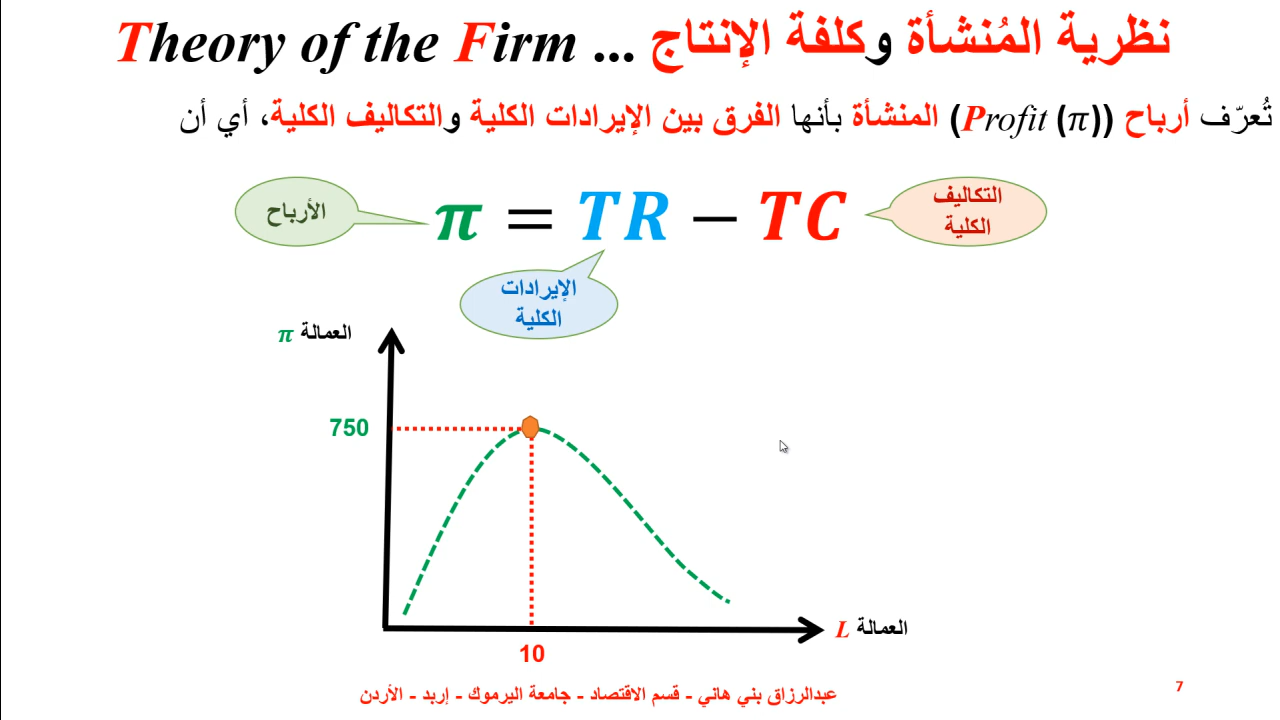 نظرية المُنشأة وكلفة الإنتاج ... Theory of the Firm
تُعرّف أرباح (Profit (π)) المنشأة بأنها الفرق بين الإيرادات الكلية والتكاليف الكلية، أي أن
π = TR − TC
الأرباح
التكاليف
الكلية
الإيرادات
الكلية
العمالة π
750
العمالة L
10
عبدالرزاق بني هاني - قسم الاقتصاد - جامعة اليرموك - إربد - الأردن
7